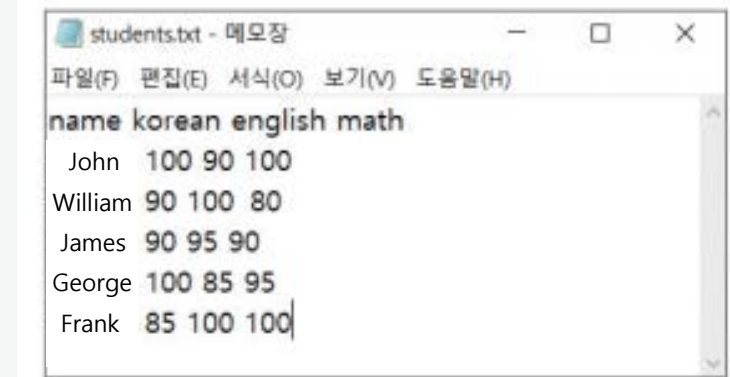 students.txt - 메모장
파일(F) 편집(E) 서식(O) 보기(V) 도움말(H)
name korean english math
John 100 90 100
William 90 100 80
James 90 95 90
George 100 85 95
Frank 85 100 100